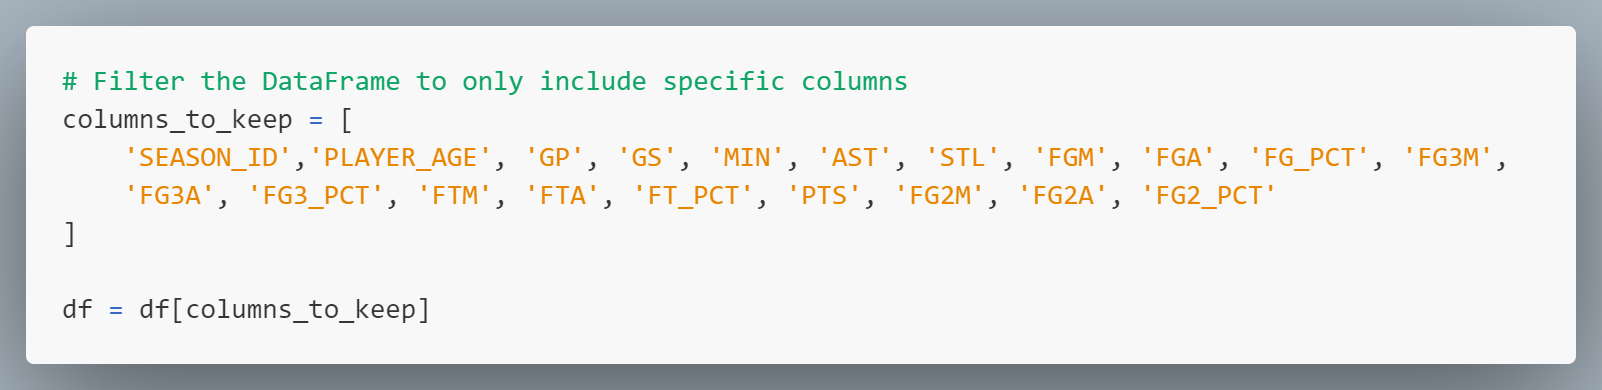 # Filter the DataFrame to only include specific columns
columns_to_keep = [
    'SEASON_ID','PLAYER_AGE', 'GP', 'GS', 'MIN', 'AST', 'STL', 'FGM', 'FGA', 'FG_PCT', 'FG3M',
    'FG3A', 'FG3_PCT', 'FTM', 'FTA', 'FT_PCT', 'PTS', 'FG2M', 'FG2A', 'FG2_PCT'
]
df = df[columns_to_keep]